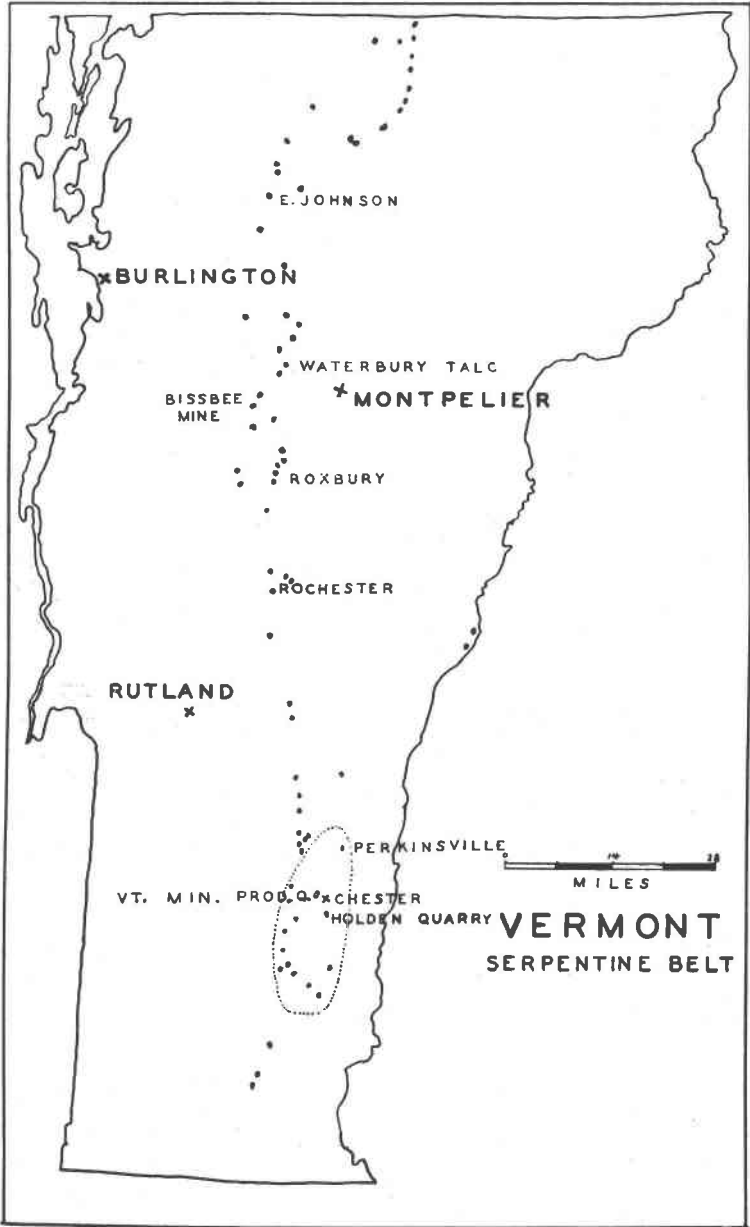 E. JOHNSON
BURLINGTON
WATERBURY TALC
BISSBEE
MINE
MONTPELIER
ROXBURY
ROCHESTER
RUTLAND
PERKINSVILLE
0 14 28
MILES
VT. MIN. PROD. Q. CHESTER
HOLDEN QUARRY
VERMONT
SERPENTINE BELT